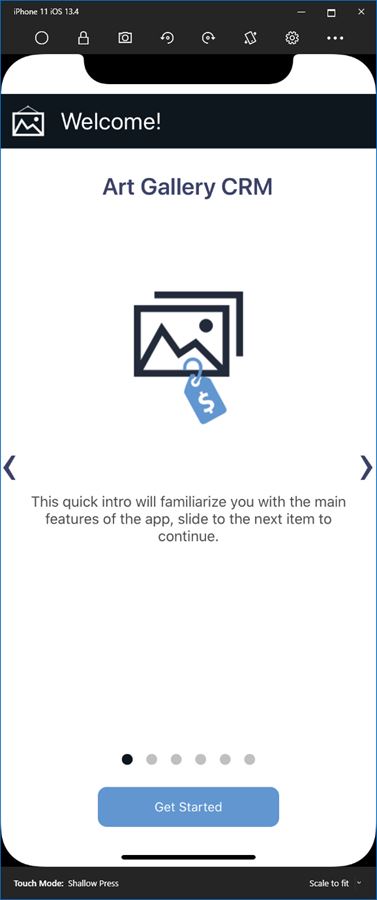 iPhone 11 iOS 13.4
Welcome!
Art Gallery CRM
$
This quick intro will familiarize you with the main
features of the app, slide to the next item to
continue.
Get Started
Touch Mode: Shallow Press
Scale to fit